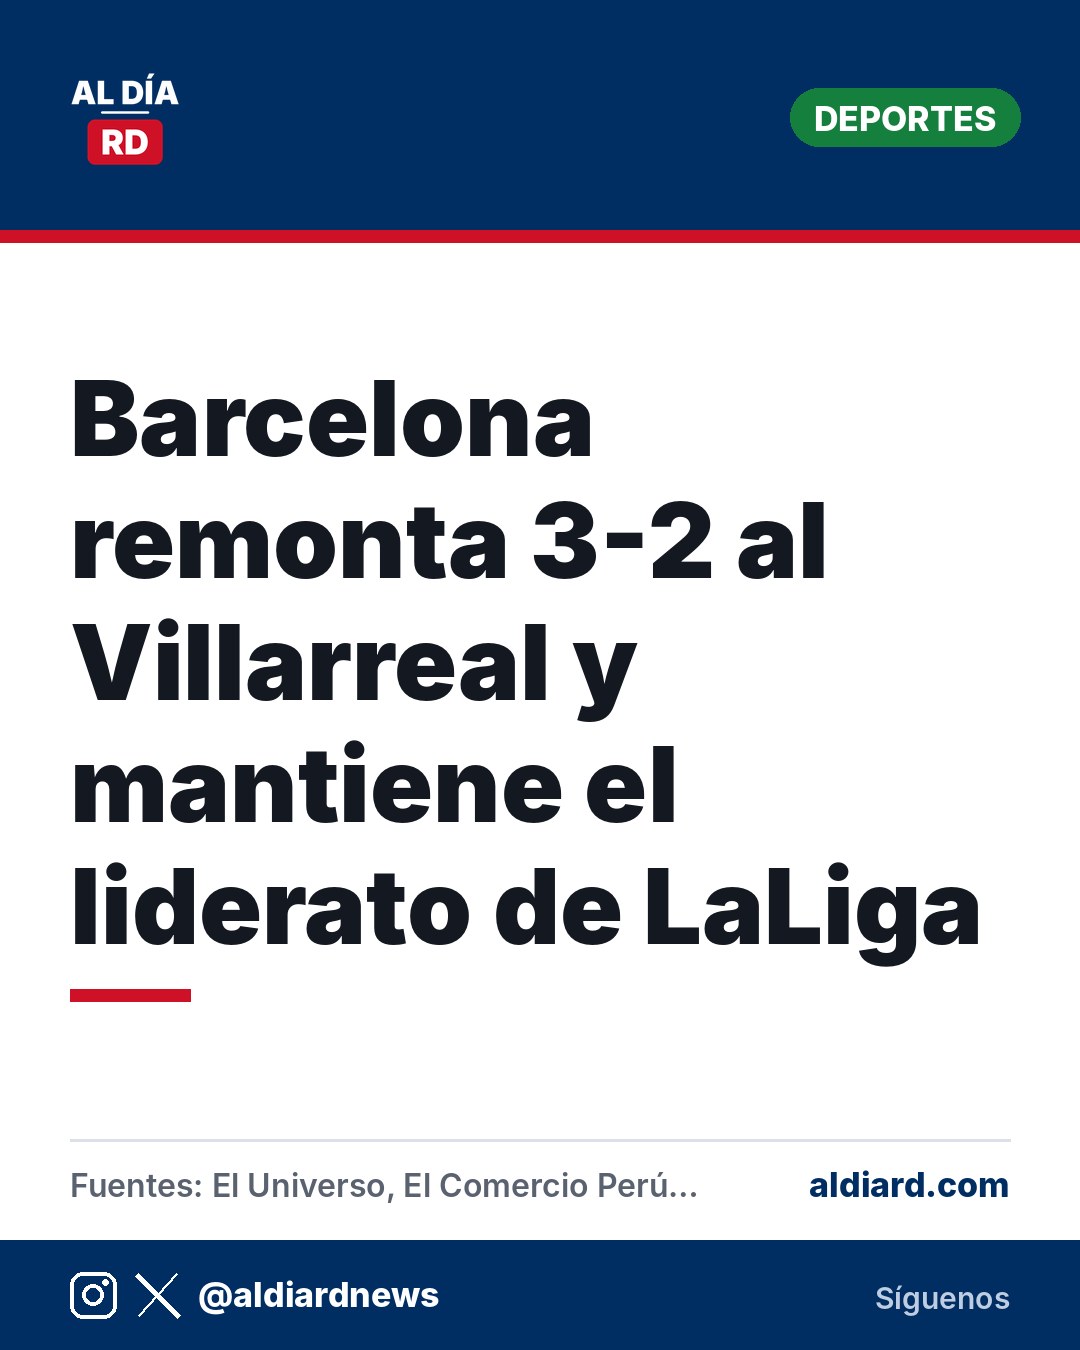 AL DÍA
RD
DEPORTES
Barcelona
remonta 3-2 al
Villarreal y
mantiene el
liderato de LaLiga
Fuentes: El Universo, El Comercio Perú...
aldiard.com
@aldiardnews
Síguenos